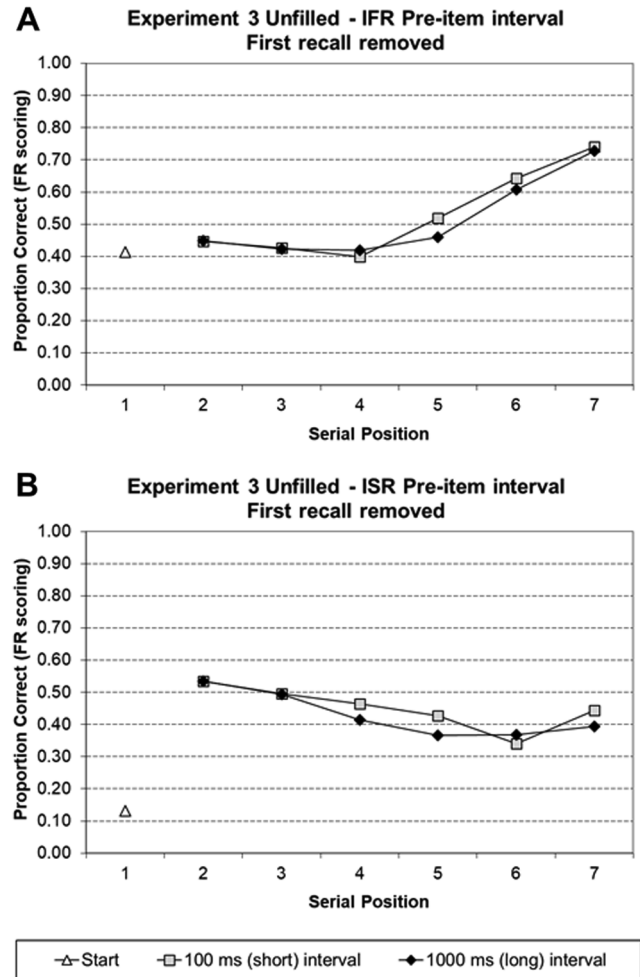 A
Experiment 3 Unfilled - IFR Pre-item interval
First recall removed
Proportion Correct (FR scoring)
1.00
0.90
0.80
0.70
0.60
0.50
0.40
0.30
0.20
0.10
0.00
1 2 3 4 5 6 7
Serial Position
B
Experiment 3 Unfilled - ISR Pre-item interval
First recall removed
Proportion Correct (FR scoring)
1.00
0.90
0.80
0.70
0.60
0.50
0.40
0.30
0.20
0.10
0.00
1 2 3 4 5 6 7
Serial Position
Start 100 ms (short) interval 1000 ms (long) interval